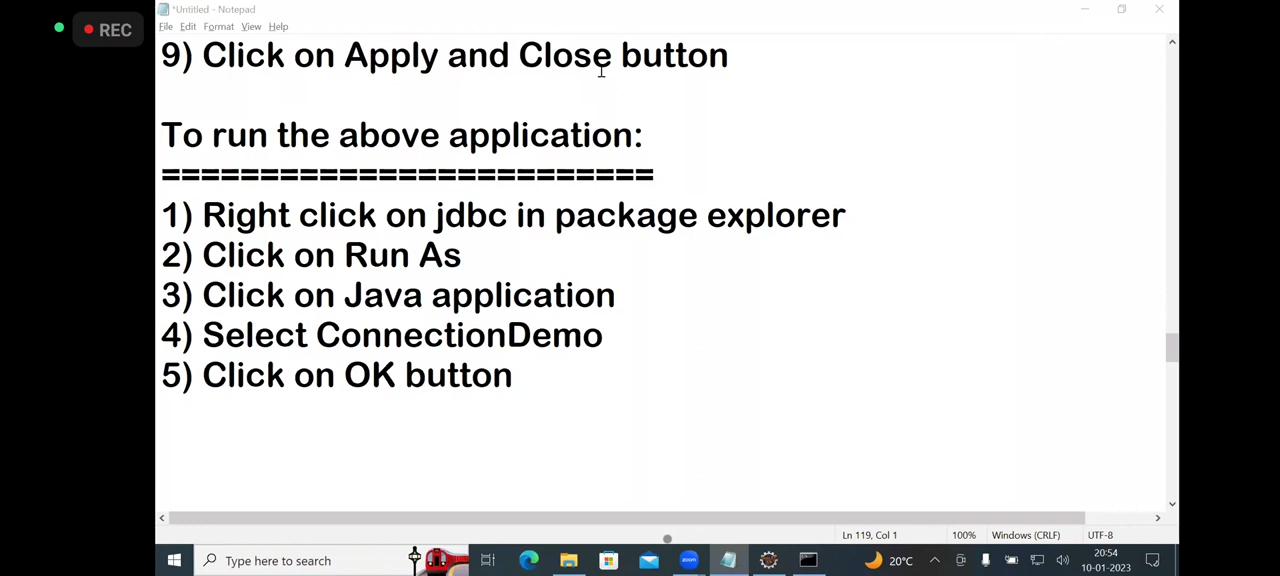 *Untitled - Notepad
REC
File Edit Format View Help
9) Click on Apply and Close button
To run the above application:
=========================
1) Right click on jdbc in package explorer
2) Click on Run As
3) Click on Java application
4) Select ConnectionDemo
5) Click on OK button
Ln 119, Col 1 100% Windows (CRLF) UTF-8
Type here to search
zoom
20°C
20:54
10-01-2023